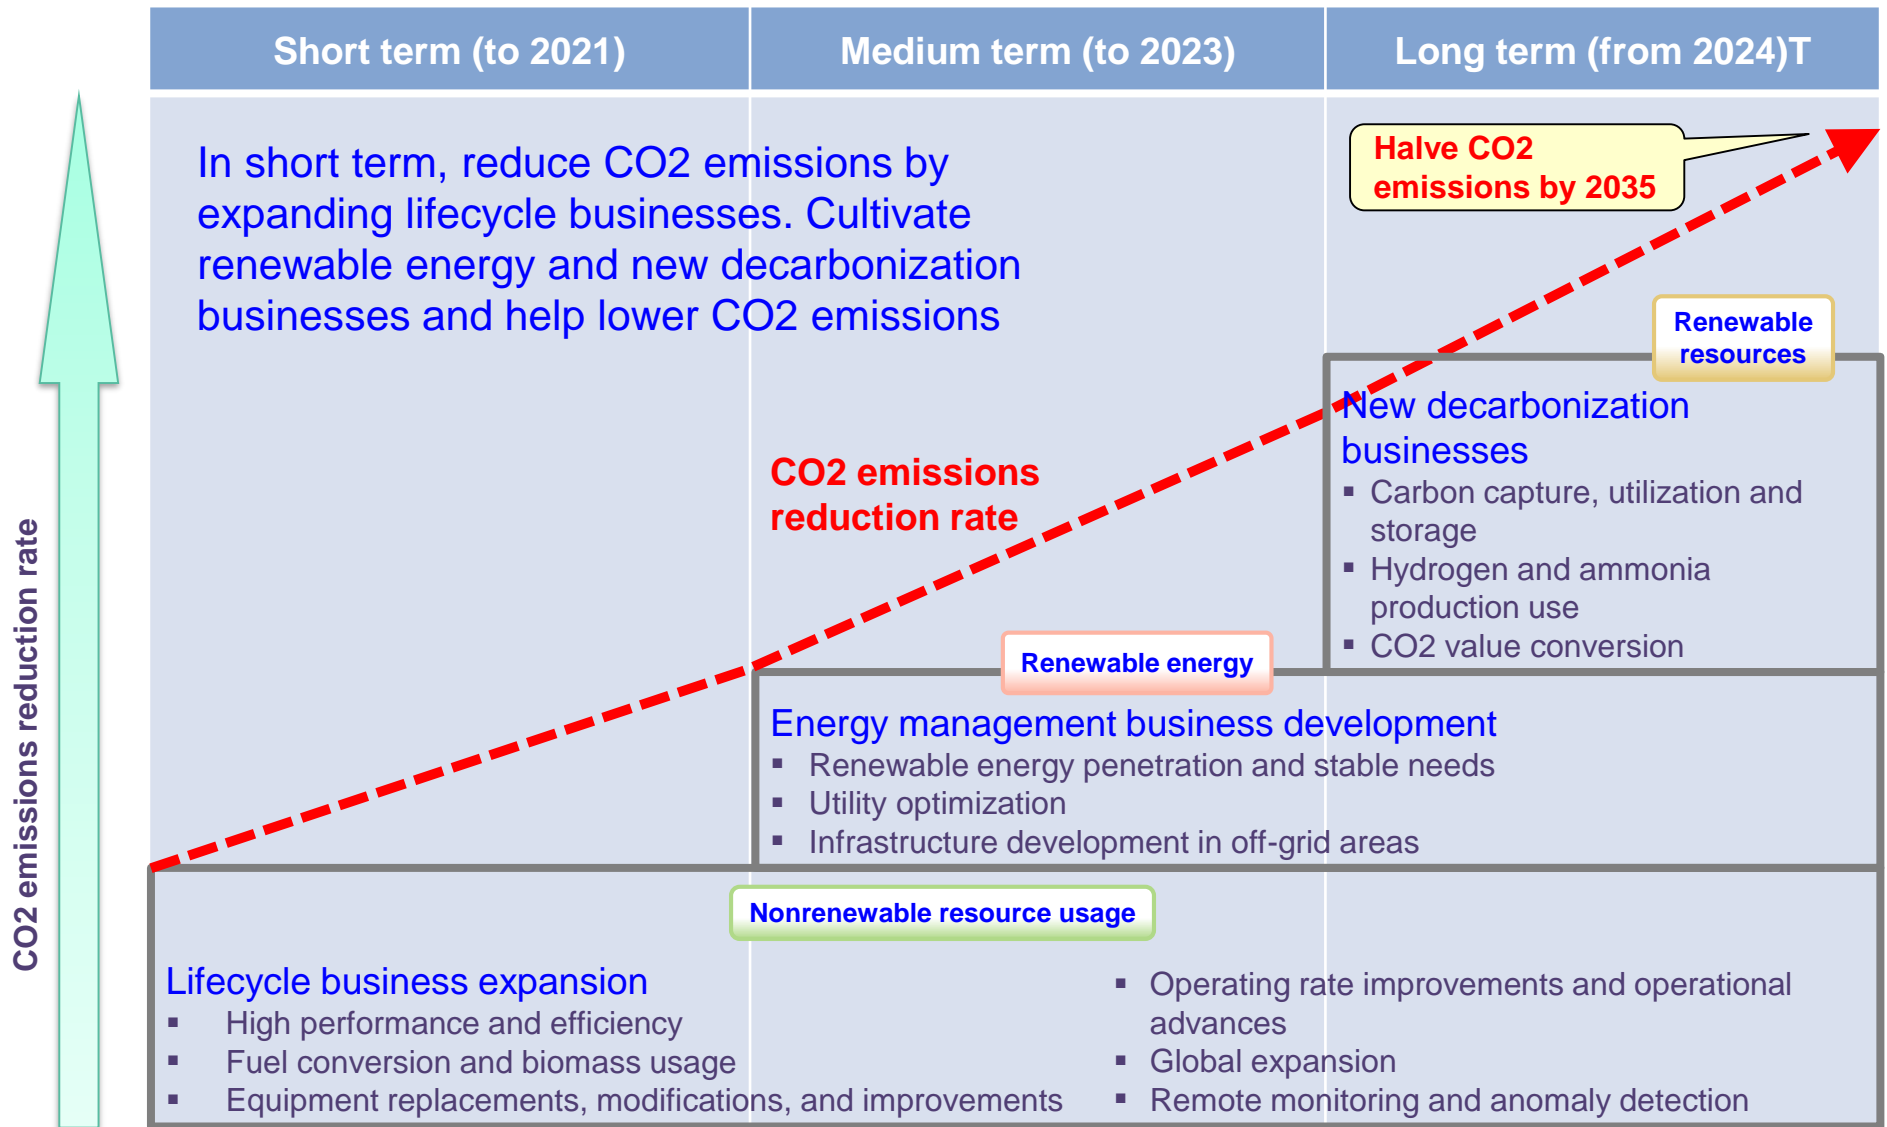 Short term (to 2021)
Medium term (to 2023)
Long term (from 2024)T
In short term, reduce CO2 emissions by
expanding lifecycle businesses. Cultivate
renewable energy and new decarbonization
businesses and help lower CO2 emissions
Halve CO2
emissions by 2035
Renewable
resources
New decarbonization
businesses
▪ Carbon capture, utilization and
storage
▪ Hydrogen and ammonia
production use
▪ CO2 value conversion
CO2 emissions
reduction rate
CO2 emissions reduction rate
Renewable energy
Energy management business development
▪ Renewable energy penetration and stable needs
▪ Utility optimization
▪ Infrastructure development in off-grid areas
Nonrenewable resource usage
Lifecycle business expansion
▪ High performance and efficiency
▪ Fuel conversion and biomass usage
▪ Equipment replacements, modifications, and improvements
▪ Operating rate improvements and operational
advances
▪ Global expansion
▪ Remote monitoring and anomaly detection